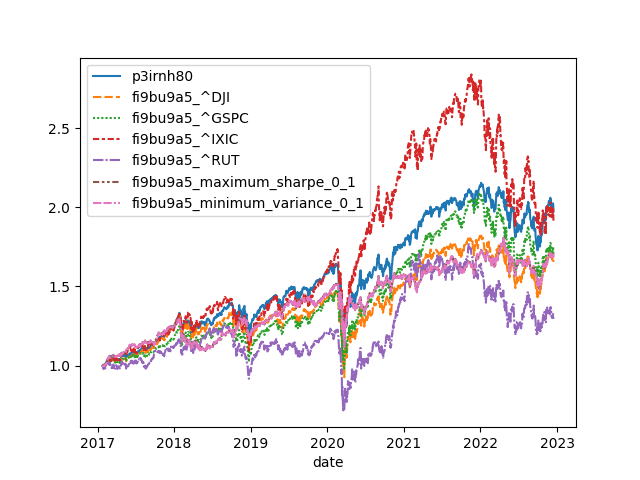 p3irnh80
fi9bu9a5_^DJI
fi9bu9a5_^GSPC
fi9bu9a5_^IXIC
fi9bu9a5_^RUT
fi9bu9a5_maximum_sharpe_0_1
fi9bu9a5_minimum_variance_0_1
2.5
2.0
1.5
1.0
2017 2018 2019 2020 2021 2022 2023
date